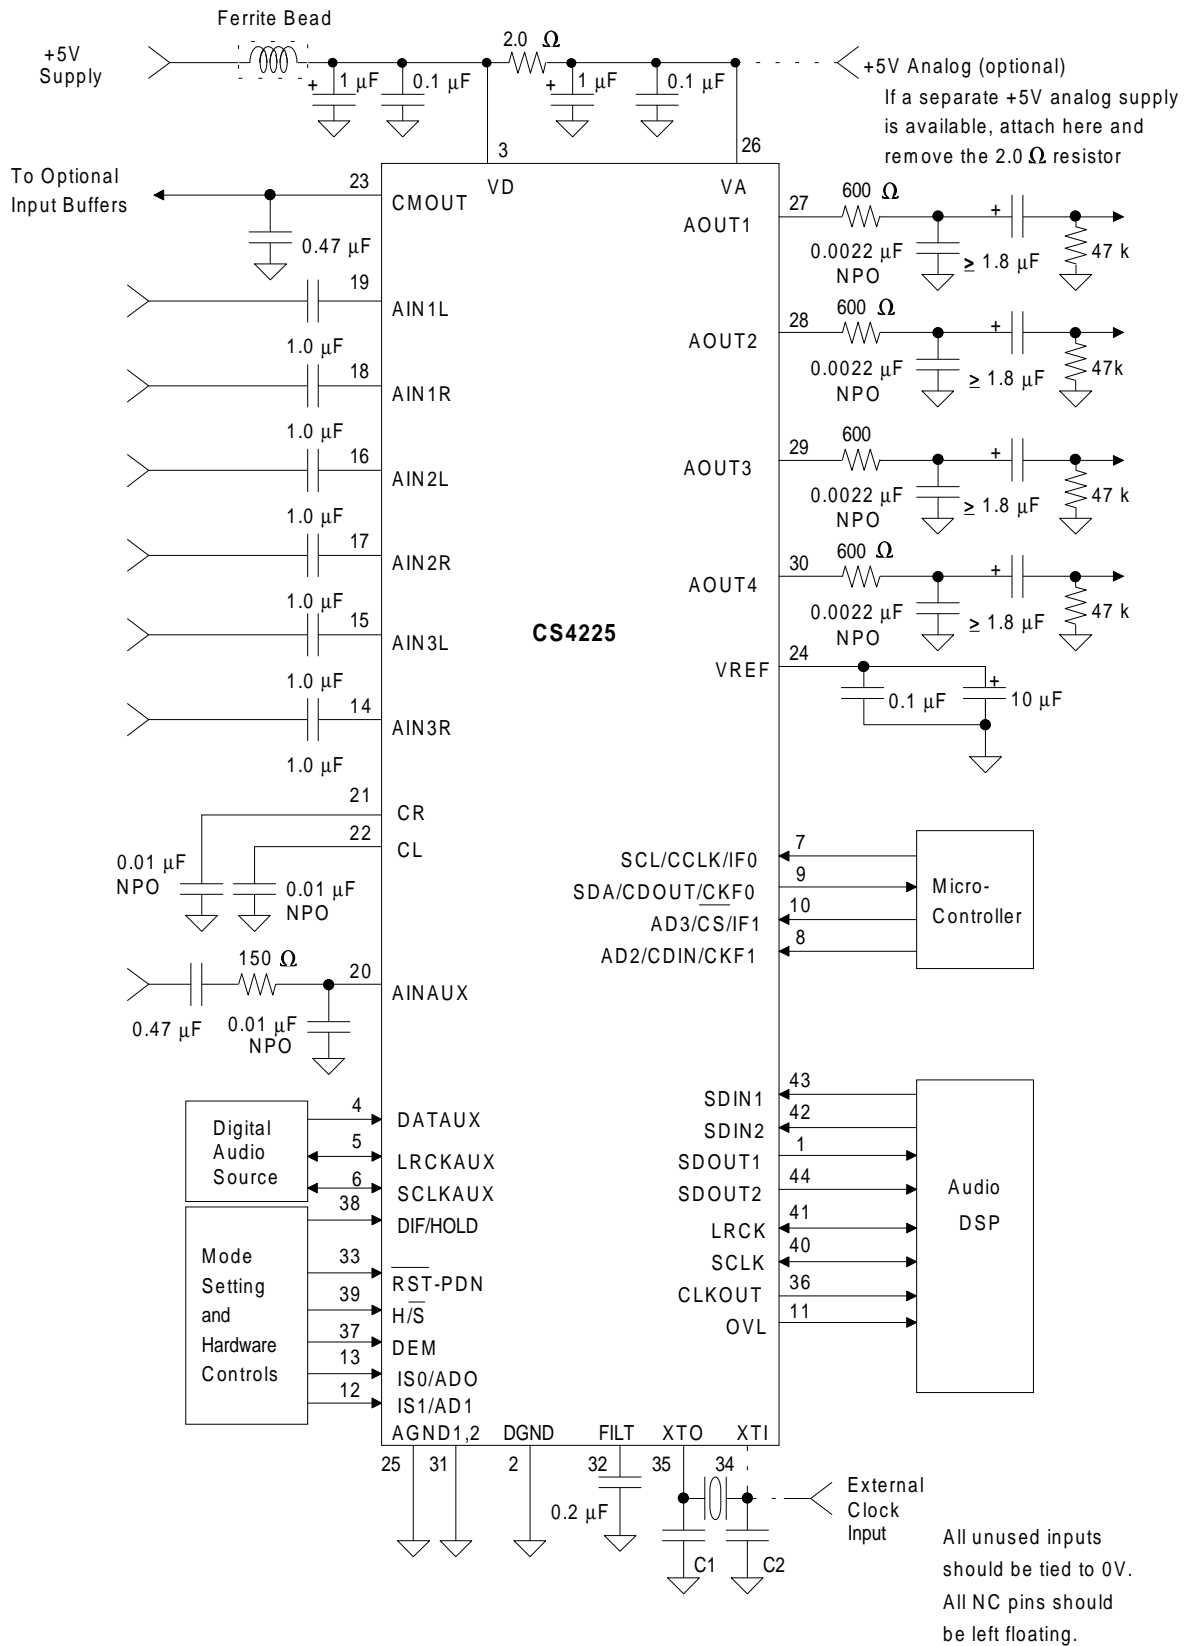 Ferrite Bead
+5V
Supply
+ 1 µF
0.1 µF
2.0 Ω
+ 1 µF
0.1 µF
+5V Analog (optional)
If a separate +5V analog supply
is available, attach here and
remove the 2.0 Ω resistor
3
26
VD
VA
To Optional
Input Buffers
23
CMOUT
0.47 µF
19
AIN1L
1.0 µF
18
AIN1R
1.0 µF
16
AIN2L
1.0 µF
17
AIN2R
1.0 µF
15
AIN3L
1.0 µF
14
AIN3R
1.0 µF
21
CR
22
CL
0.01 µF
NPO
0.01 µF
NPO
150 Ω
20
AINAUX
0.47 µF
0.01 µF
NPO
CS4225
AOUT1
27
600 Ω
+
0.0022 µF
NPO
≥ 1.8 µF
47 k
AOUT2
28
600 Ω
+
0.0022 µF
NPO
≥ 1.8 µF
47k
AOUT3
29
600
+
0.0022 µF
NPO
≥ 1.8 µF
47 k
AOUT4
30
600 Ω
+
0.0022 µF
NPO
≥ 1.8 µF
47 k
VREF
24
0.1 µF
+
10 µF
SCL/CCLK/IF0
7
SDA/CDOUT/CKF0
9
AD3/CS/IF1
10
AD2/CDIN/CKF1
8
Micro-
Controller
Digital
Audio
Source
4
DATAUX
5
LRCKAUX
6
SCLKAUX
Mode
Setting
and
Hardware
Controls
38
DIF/HOLD
33
RST-PDN
39
H/S
37
DEM
13
IS0/ADO
12
IS1/AD1
SDIN1
43
SDIN2
42
SDOUT1
1
SDOUT2
44
LRCK
41
SCLK
40
CLKOUT
36
OVL
11
Audio
DSP
AGND1,2
DGND
FILT
XTO
XTI
25
31
2
32
35
34
0.2 µF
C1
C2
External
Clock
Input
All unused inputs
should be tied to 0V.
All NC pins should
be left floating.